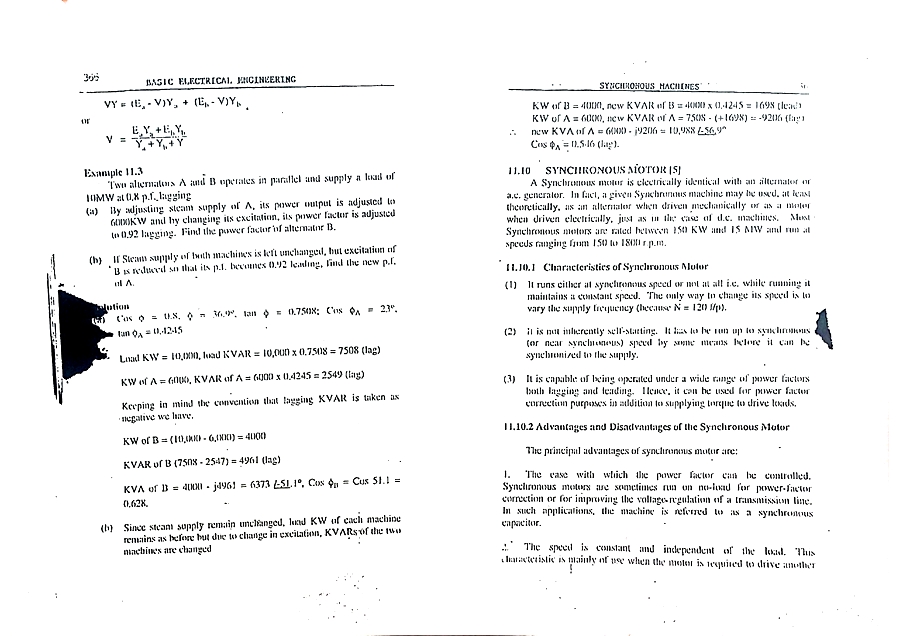 366
BASIC ELECTRICAL ENGINEERING
VY = (Eₐ - V)Yₐ + (E_b - V)Y_b
or
V = (EₐYₐ + E_bY_b) / (Yₐ + Y_b + Y)
Example 11.3
Two alternators A and B operates in parallel and supply a load of
10MW at 0.8 p.f. lagging
(a) By adjusting steam supply of A, its power output is adjusted to
6000KW and by changing its excitation, its power factor is adjusted
to 0.92 lagging. Find the power factor of alternator B.
(b) If Steam supply of both machines is left unchanged, but excitation of
B is reduced so that its p.f. becomes 0.92 leading, find the new p.f.
of A.
Solution
(a) Cos ϕ = 0.8, ϕ = 36.9°, tan ϕ = 0.7508; Cos ϕ_A = 23°,
tan ϕ_A = 0.4245
Load KW = 10,000, load KVAR = 10,000 x 0.7508 = 7508 (lag)
KW of A = 6000, KVAR of A = 6000 x 0.4245 = 2549 (lag)
Keeping in mind the convention that lagging KVAR is taken as
negative we have.
KW of B = (10,000 - 6,000) = 4000
KVAR of B (7508 - 2547) = 4961 (lag)
KVA of B = 4000 - j4961 = 6373 /-51.1°, Cos ϕ_B = Cos 51.1 =
0.628.
(b) Since steam supply remain unchanged, load KW of each machine
remains as before but due to change in excitation, KVARs of the two
machines are changed
SYNCHRONOUS MACHINES
KW of B = 4000, new KVAR of B = 4000 x 0.4245 = 1698 (lead)
KW of A = 6000, new KVAR of A = 7508 - (+1698) = -9206 (lag)
∴ new KVA of A = 6000 - j9206 = 10,988 /-56.9°
Cos ϕ_A = 0.546 (lag).
11.10 SYNCHRONOUS MOTOR [5]
A Synchronous motor is electrically identical with an alternator or
a.c. generator. In fact, a given Synchronous machine may be used, at least
theoretically, as an alternator when driven mechanically or as a motor
when driven electrically, just as in the case of d.c. machines. Most
Synchronous motors are rated between 150 KW and 15 MW and run at
speeds ranging from 150 to 1800 r.p.m.
11.10.1 Characteristics of Synchronous Motor
(1) It runs either at synchronous speed or not at all i.e. while running it
maintains a constant speed. The only way to change its speed is to
vary the supply frequency (because N = 120 f/p).
(2) it is not inherently self-starting. It has to be run up to synchronous
(or near synchronous) speed by some means before it can be
synchronized to the supply.
(3) It is capable of being operated under a wide range of power factors
both lagging and leading. Hence, it can be used for power factor
correction purposes in addition to supplying torque to drive loads.
11.10.2 Advantages and Disadvantages of the Synchronous Motor
The principal advantages of synchronous motor are:
1. The ease with which the power factor can be controlled.
Synchronous motors are sometimes run on no-load for power-factor
correction or for improving the voltage-regulation of a transmission line.
In such applications, the machine is referred to as a synchronous
capacitor.
The speed is constant and independent of the load. This
characteristic is mainly of use when the motor is required to drive another